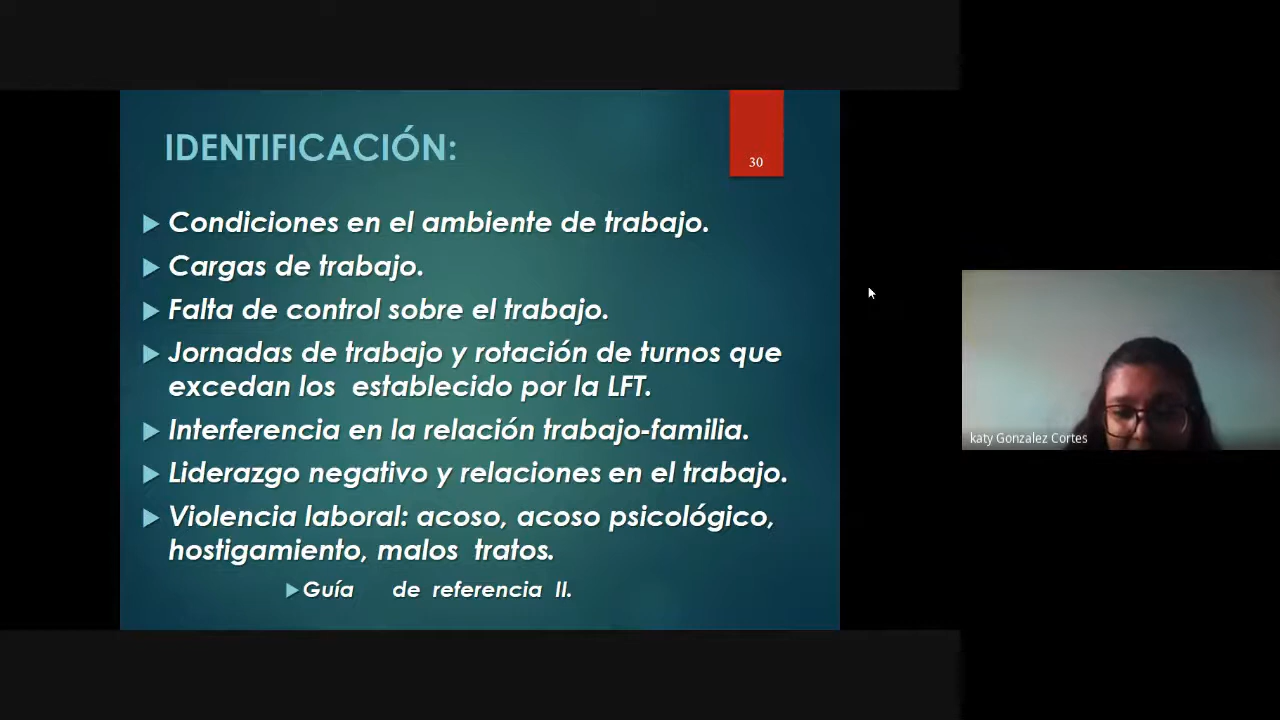 IDENTIFICACIÓN:
30
Condiciones en el ambiente de trabajo.
Cargas de trabajo.
Falta de control sobre el trabajo.
Jornadas de trabajo y rotación de turnos que
excedan los establecido por la LFT.
Interferencia en la relación trabajo-familia.
Liderazgo negativo y relaciones en el trabajo.
Violencia laboral: acoso, acoso psicológico,
hostigamiento, malos tratos.
Guía de referencia II.
katy Gonzalez Cortes